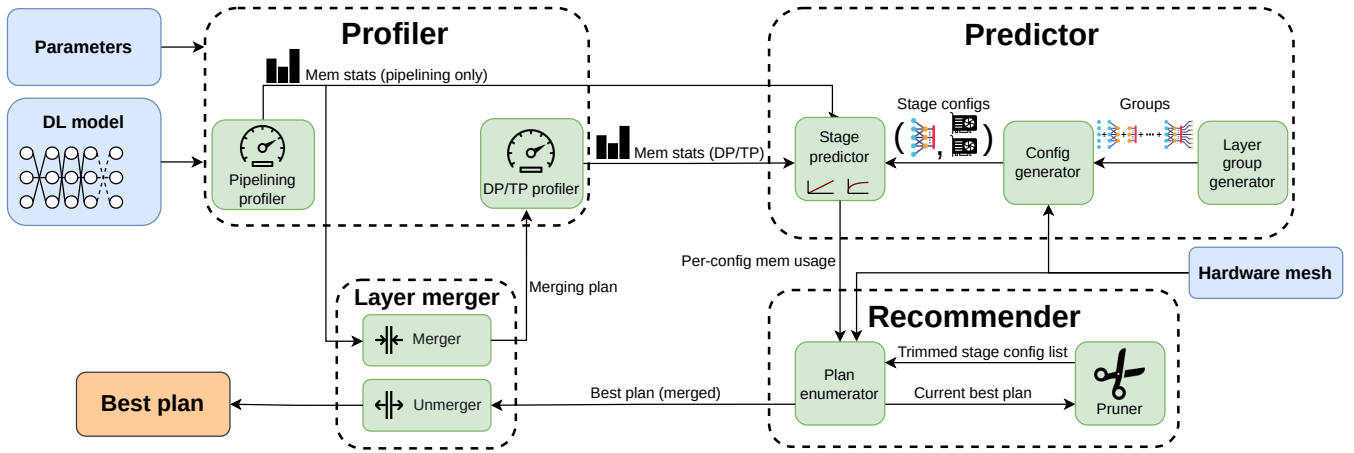 Parameters
DL model
Profiler
Mem stats (pipelining only)
Pipelining
profiler
DP/TP profiler
Mem stats (DP/TP)
Predictor
Stage
predictor
Stage configs
( , )
Config
generator
Groups
+ + ... +
Layer
group
generator
Per-config mem usage
Hardware mesh
Layer merger
Merger
Unmerger
Merging plan
Recommender
Plan
enumerator
Trimmed stage config list
Current best plan
Pruner
Best plan (merged)
Best plan